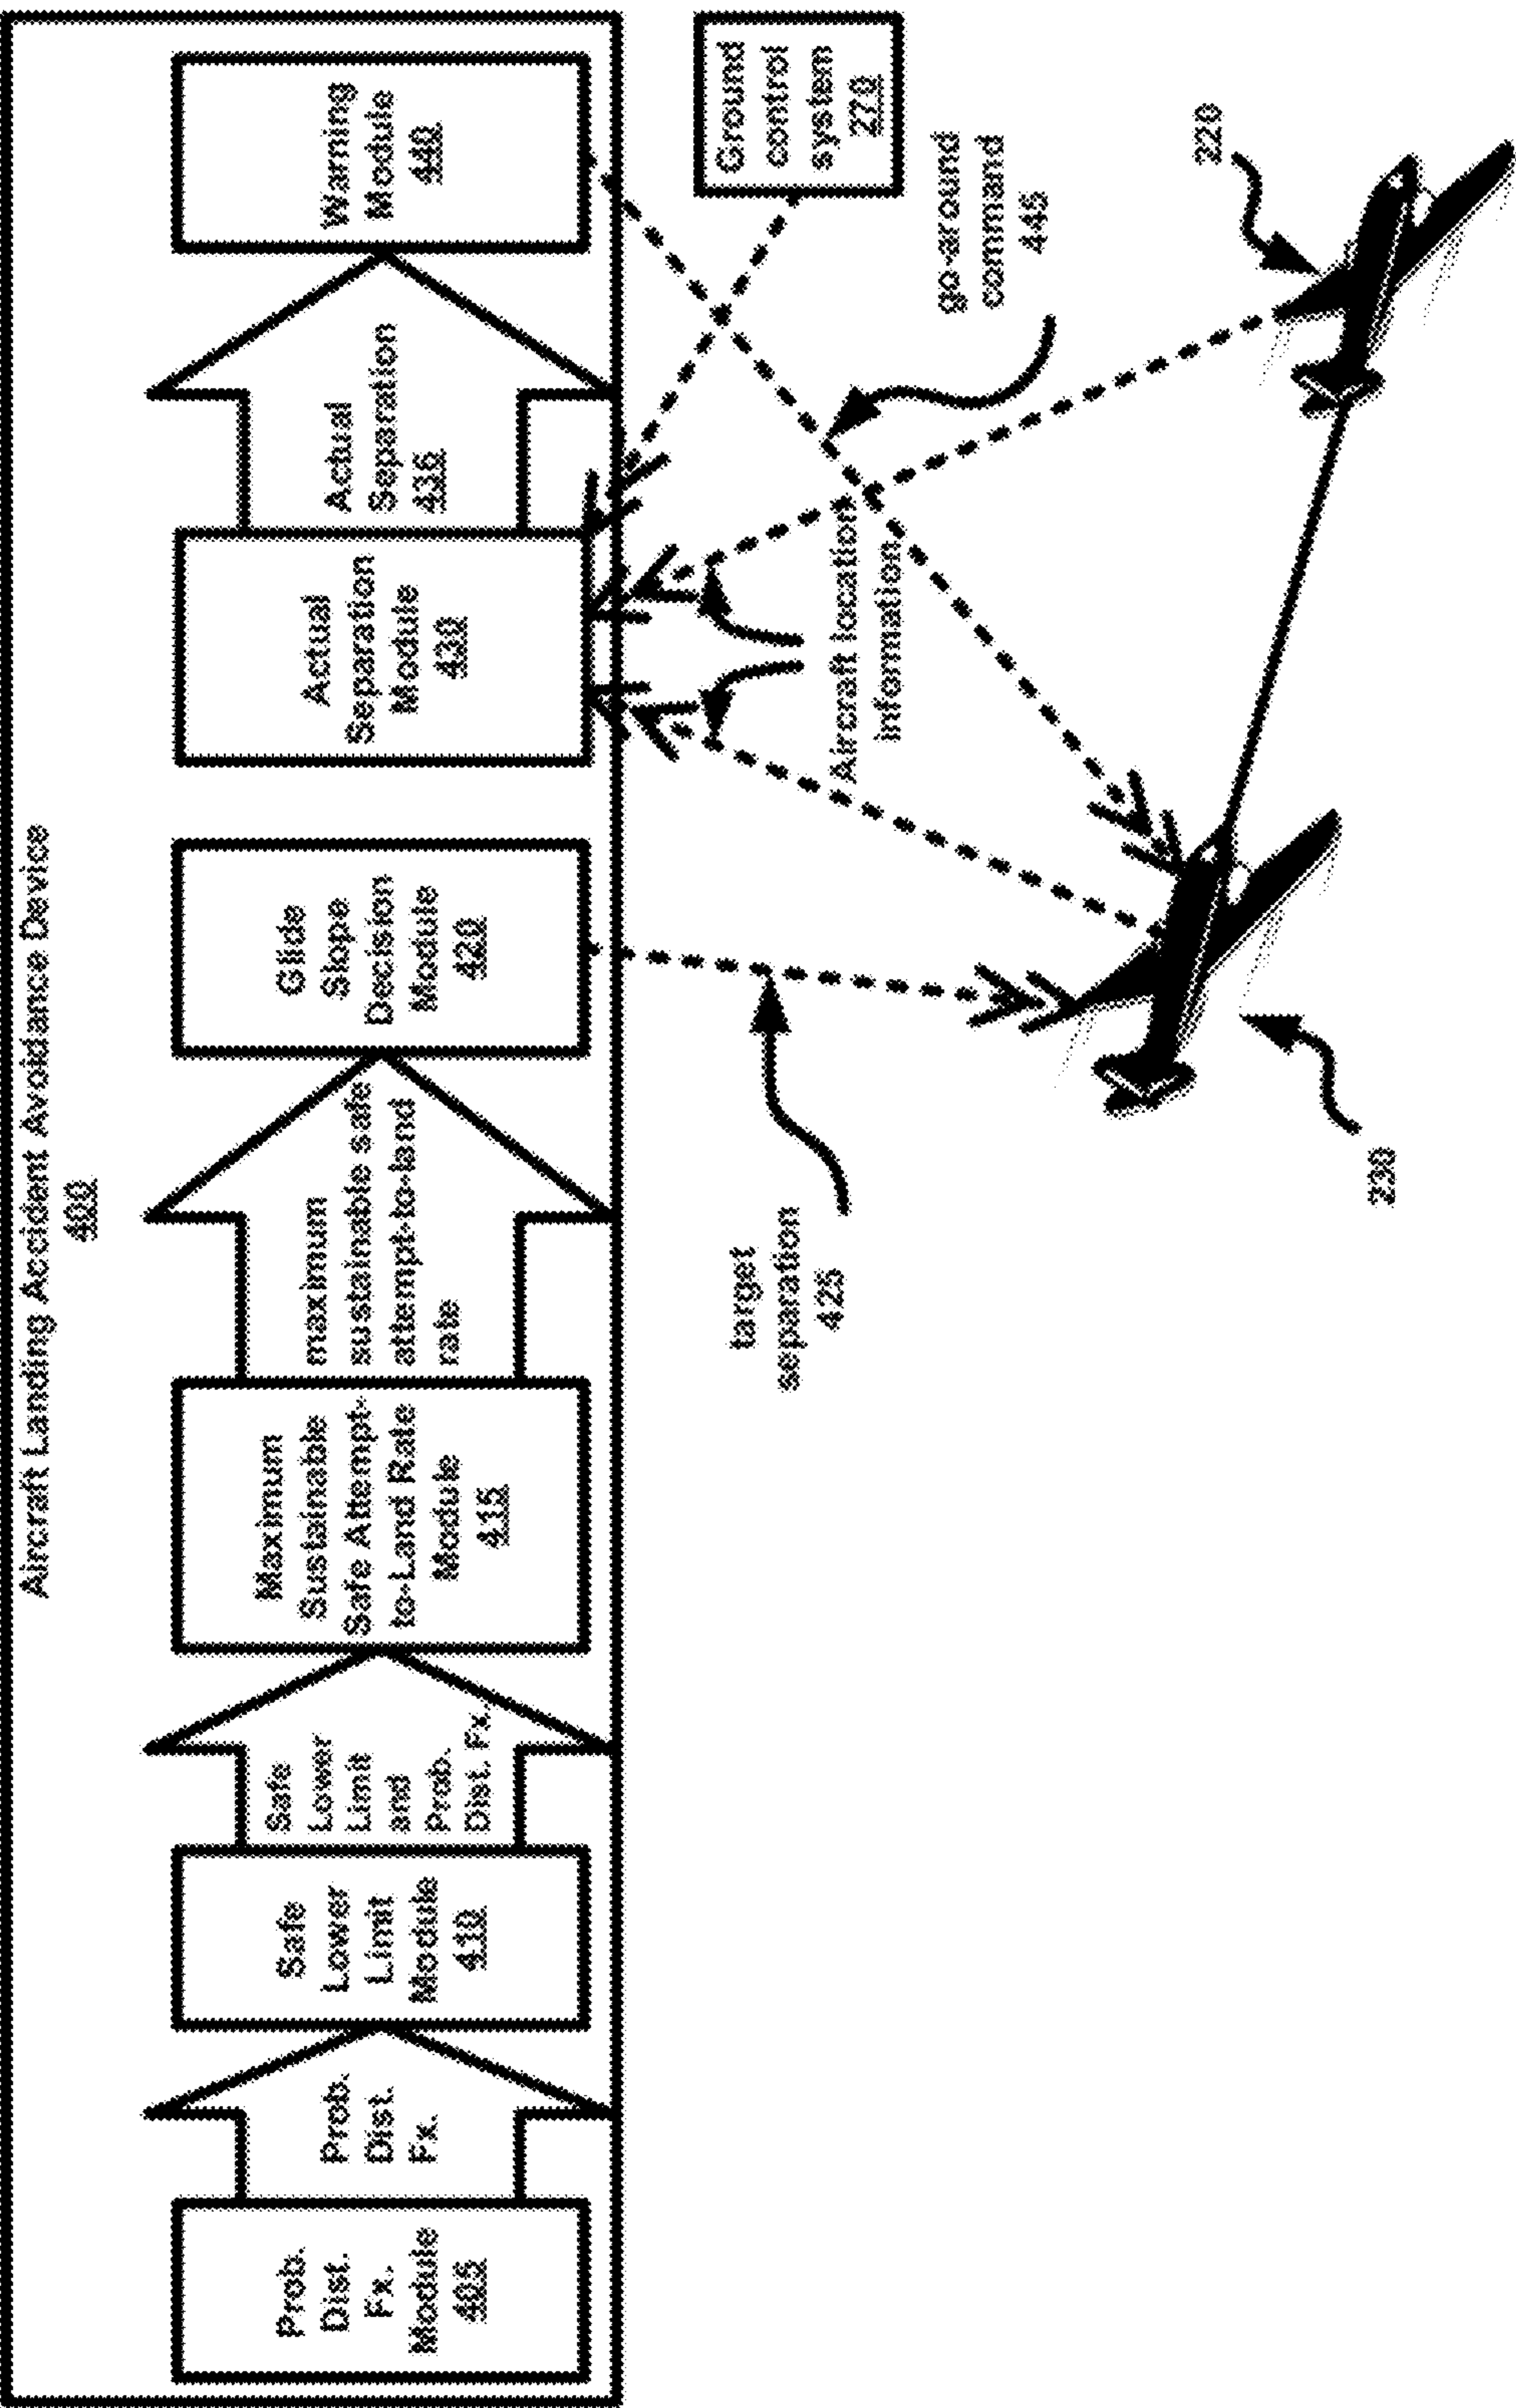 Aircraft Landing Accident Avoidance Device
400
Prob.
Dist.
Fx.
Module
405
Prob.
Dist.
Fx.
Safe
Lower
Limit
Module
410
Safe
Lower
Limit
and
Prob.
Dist. Fx.
Maximum
Sustainable
Safe Attempt-
to-Land Rate
Module
415
maximum
sustainable safe
attempt-to-land
rate
Glide
Slope
Decision
Module
420
Actual
Separation
Module
430
Actual
Separation
435
Warning
Module
440
target
separation
425
Aircraft location
information
Ground
control
system
270
go-around
command
445
230
220